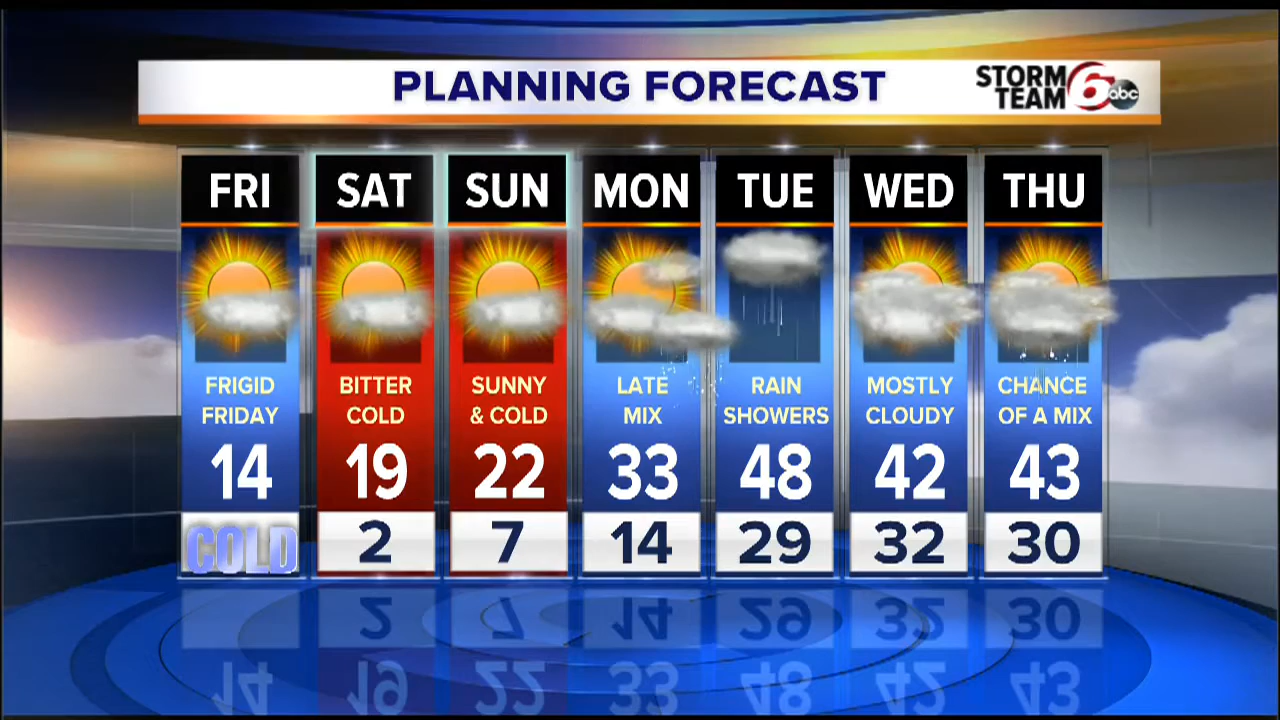 PLANNING FORECAST
STORM
TEAM 6 abc
FRI SAT SUN MON TUE WED THU
FRIGID BITTER SUNNY LATE RAIN MOSTLY CHANCE
FRIDAY COLD & COLD MIX SHOWERS CLOUDY OF A MIX
14 19 22 33 48 42 43
COLD 2 7 14 29 32 30